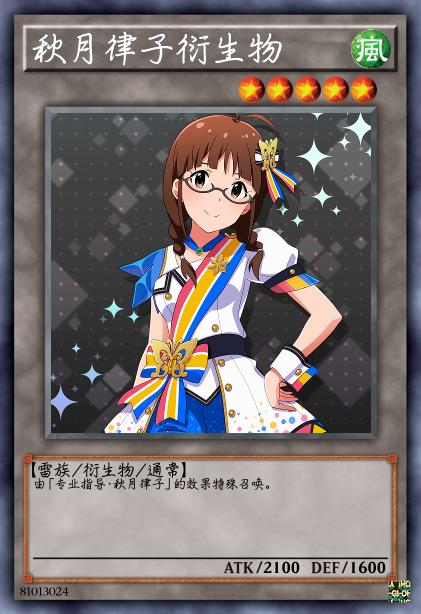 秋月律子衍生物
風
【雷族/衍生物/通常】
由「专业指导·秋月律子」的效果特殊召唤。
ATK/2100 DEF/1600
81013024